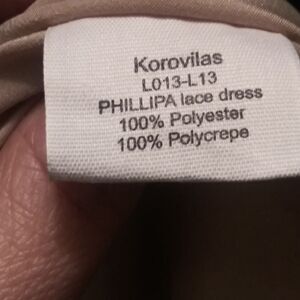 Korovilas
L013-L13
PHILLIPA lace dress
100% Polyester
100% Polycrepe